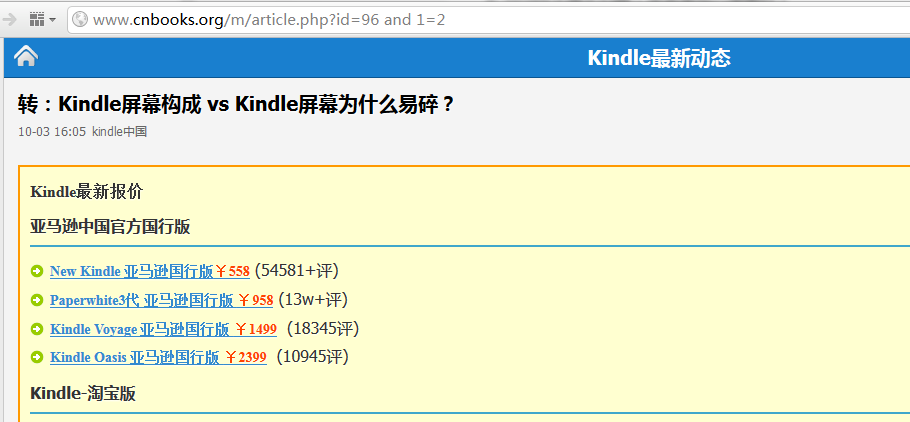 www.cnbooks.org/m/article.php?id=96 and 1=2
Kindle最新动态
转：Kindle屏幕构成 vs Kindle屏幕为什么易碎？
10-03 16:05 kindle中国
Kindle最新报价
亚马逊中国官方国行版
New Kindle 亚马逊国行版￥558 (54581+评)
Paperwhite3代 亚马逊国行版 ￥958 (13w+评)
Kindle Voyage 亚马逊国行版 ￥1499 (18345评)
Kindle Oasis 亚马逊国行版 ￥2399 (10945评)
Kindle-淘宝版